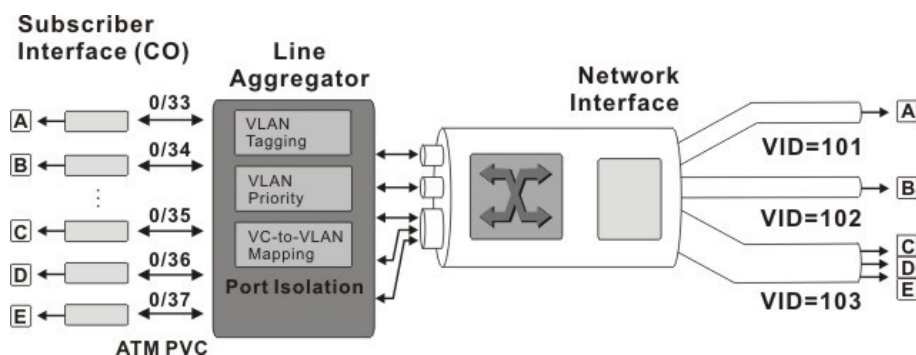 Subscriber
Interface (CO)
Line
Aggregator
Network
Interface
A
0/33
B
0/34
C
0/35
D
0/36
E
0/37
ATM PVC
VLAN
Tagging
VLAN
Priority
VC-to-VLAN
Mapping
Port Isolation
VID=101
A
VID=102
B
VID=103
C
D
E